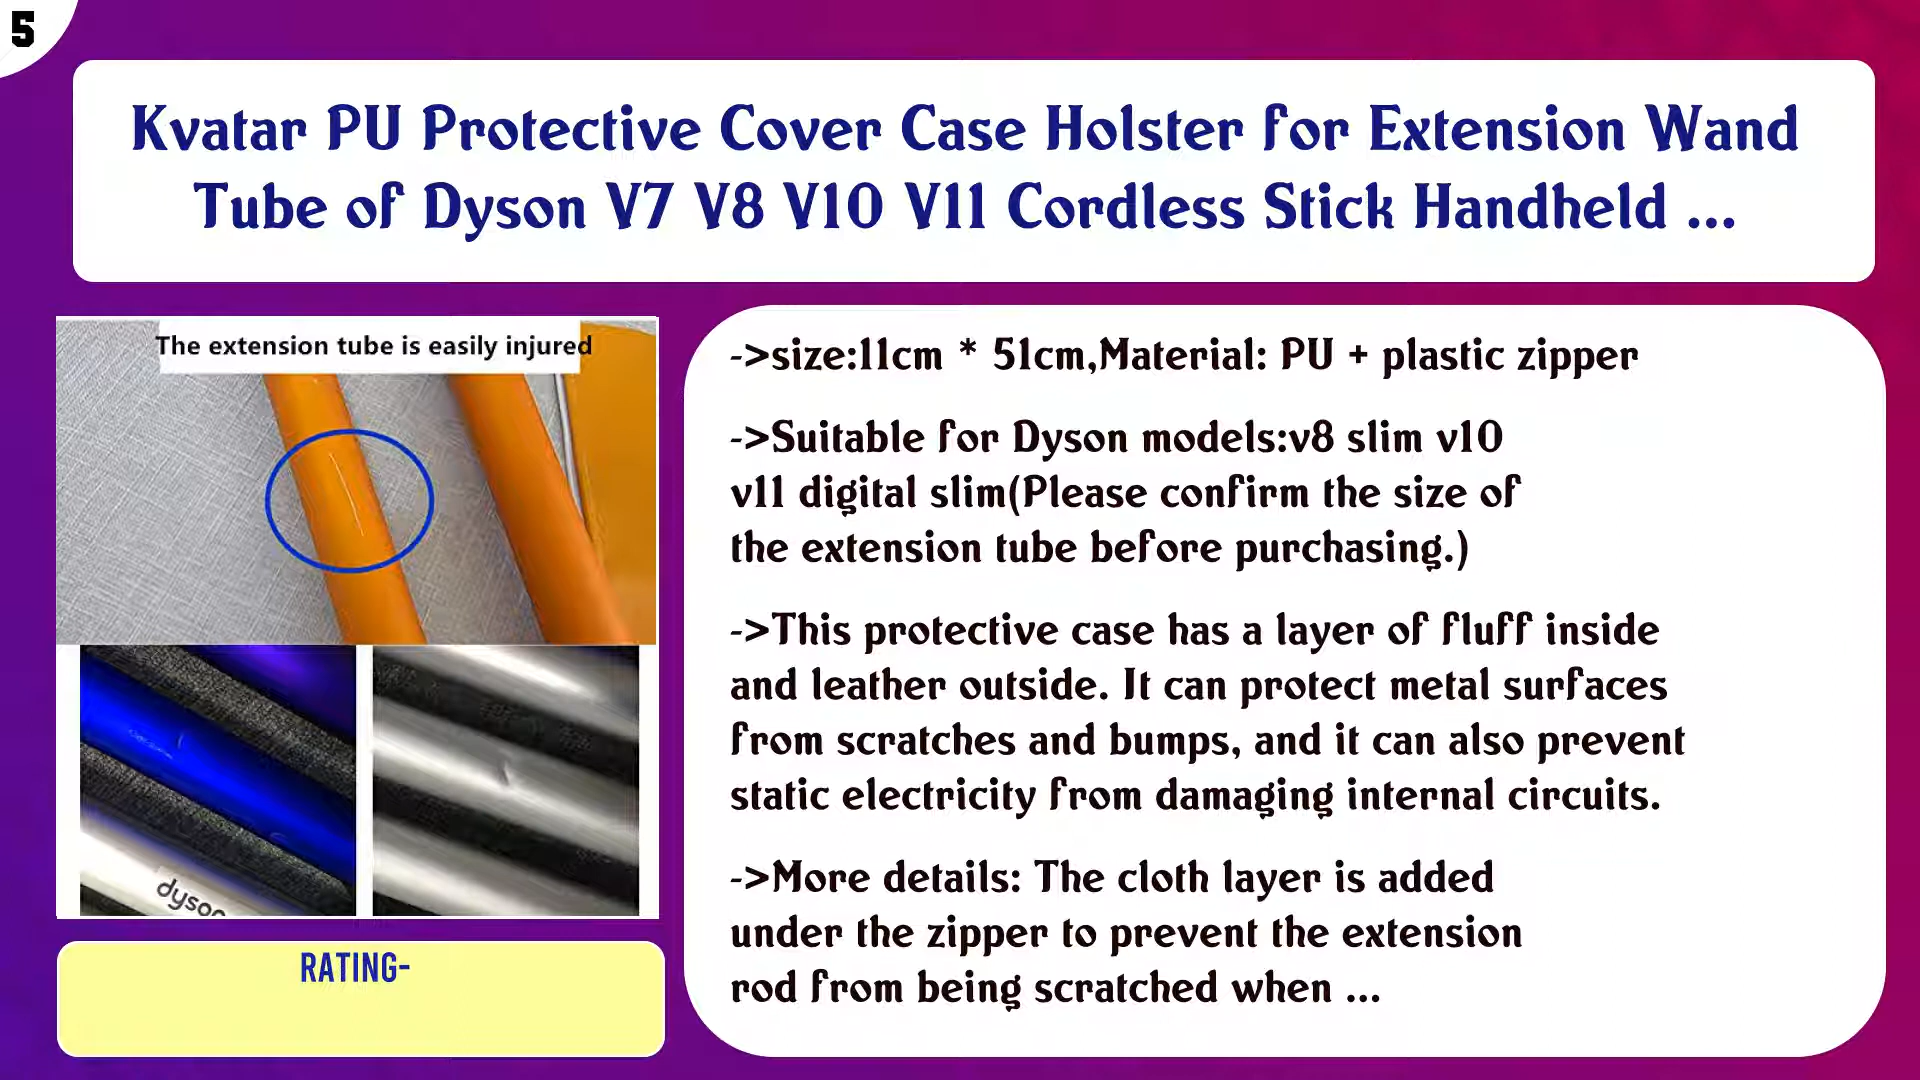 5
Kvatar PU Protective Cover Case Holster for Extension Wand
Tube of Dyson V7 V8 V10 V11 Cordless Stick Handheld ...
The extension tube is easily injured
dyson
RATING-
->size:11cm * 51cm,Material: PU + plastic zipper
->Suitable for Dyson models:v8 slim v10
v11 digital slim(Please confirm the size of
the extension tube before purchasing.)
->This protective case has a layer of fluff inside
and leather outside. It can protect metal surfaces
from scratches and bumps, and it can also prevent
static electricity from damaging internal circuits.
->More details: The cloth layer is added
under the zipper to prevent the extension
rod from being scratched when ...